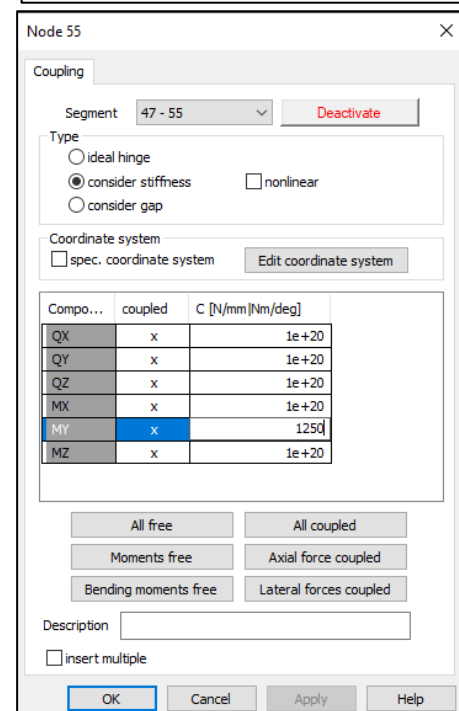 Node 55
Coupling
Segment 47 - 55 Deactivate
Type
ideal hinge
consider stiffness nonlinear
consider gap
Coordinate system
spec. coordinate system Edit coordinate system
Compo... coupled C [N/mm|Nm/deg]
QX x 1e+20
QY x 1e+20
QZ x 1e+20
MX x 1e+20
MY x 1250
MZ x 1e+20
All free All coupled
Moments free Axial force coupled
Bending moments free Lateral forces coupled
Description
insert multiple
OK Cancel Apply Help